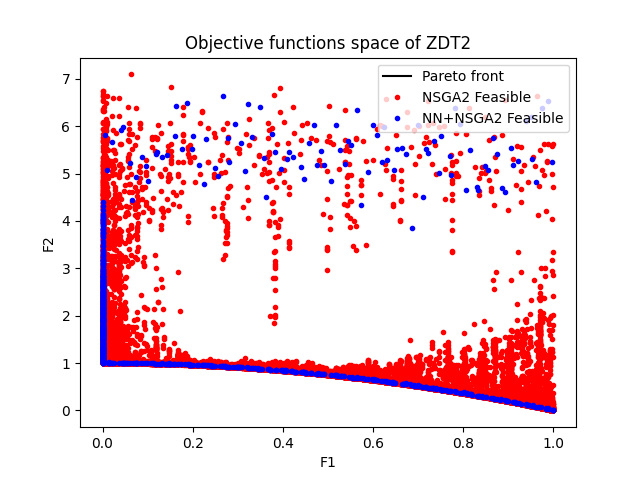 Objective functions space of ZDT2
Pareto front
NSGA2 Feasible
NN+NSGA2 Feasible
7
6
5
4
3
2
1
0
F2
0.0 0.2 0.4 0.6 0.8 1.0
F1